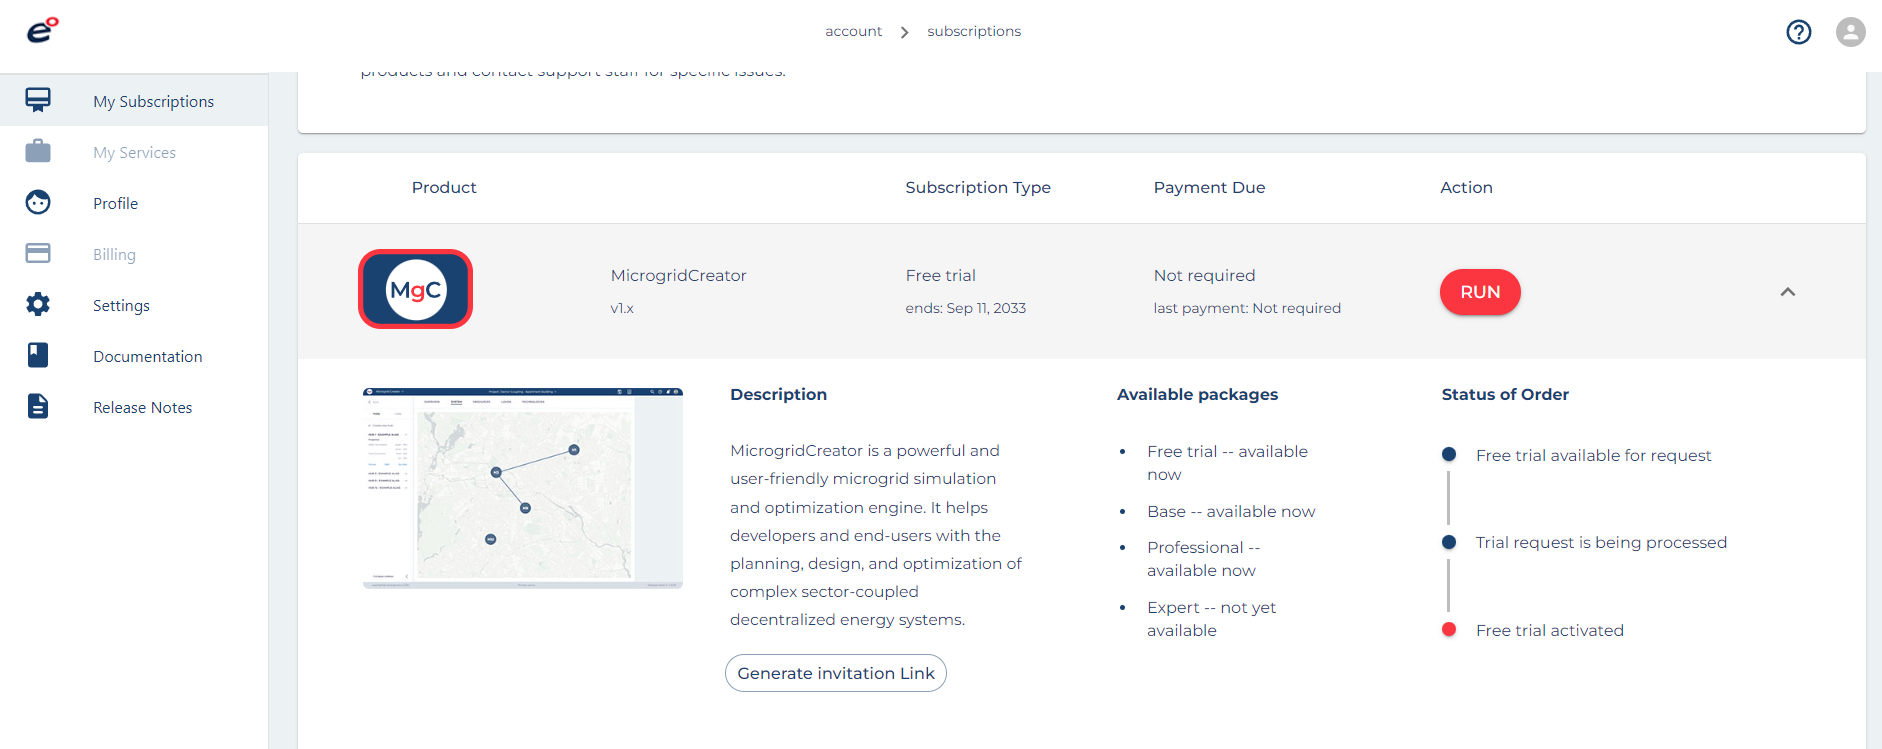 e
account > subscriptions
products and contact support staff for specific issues.
My Subscriptions
My Services
Profile
Billing
Settings
Documentation
Release Notes
Product
Subscription Type
Payment Due
Action
MgC
MicrogridCreator
v1.x
Free trial
ends: Sep 11, 2033
Not required
last payment: Not required
RUN
Description
MicrogridCreator is a powerful and
user-friendly microgrid simulation
and optimization engine. It helps
developers and end-users with the
planning, design, and optimization of
complex sector-coupled
decentralized energy systems.
Generate invitation Link
Available packages
• Free trial -- available
now
• Base -- available now
• Professional --
available now
• Expert -- not yet
available
Status of Order
Free trial available for request
Trial request is being processed
Free trial activated